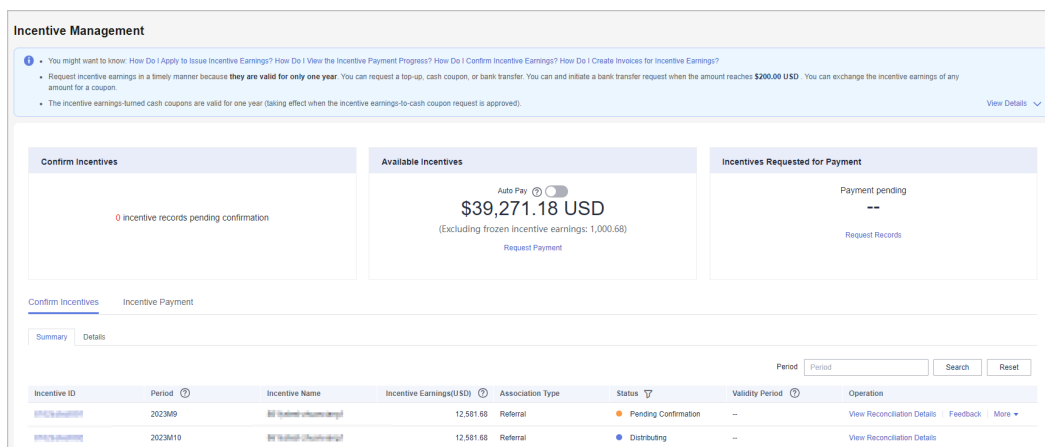 Incentive Management
• You might want to know: How Do I Apply to Issue Incentive Earnings? How Do I View the Incentive Payment Progress? How Do I Confirm Incentive Earnings? How Do I Create Invoices for Incentive Earnings?
• Request incentive earnings in a timely manner because they are valid for only one year. You can request a top-up, cash coupon, or bank transfer. You can and initiate a bank transfer request when the amount reaches $200.00 USD . You can exchange the incentive earnings of any
amount for a coupon.
• The incentive earnings-turned cash coupons are valid for one year (taking effect when the incentive earnings-to-cash coupon request is approved).
View Details
Confirm Incentives
0 incentive records pending confirmation
Available Incentives
Auto Pay
$39,271.18 USD
(Excluding frozen incentive earnings: 1,000.68)
Request Payment
Incentives Requested for Payment
Payment pending
--
Request Records
Confirm Incentives Incentive Payment
Summary Details
Period Period Search Reset
Incentive ID Period Incentive Name Incentive Earnings(USD) Association Type Status Validity Period Operation
2023M9 12,581.68 Referral Pending Confirmation -- View Reconciliation Details Feedback More
2023M10 12,581.68 Referral Distributing -- View Reconciliation Details